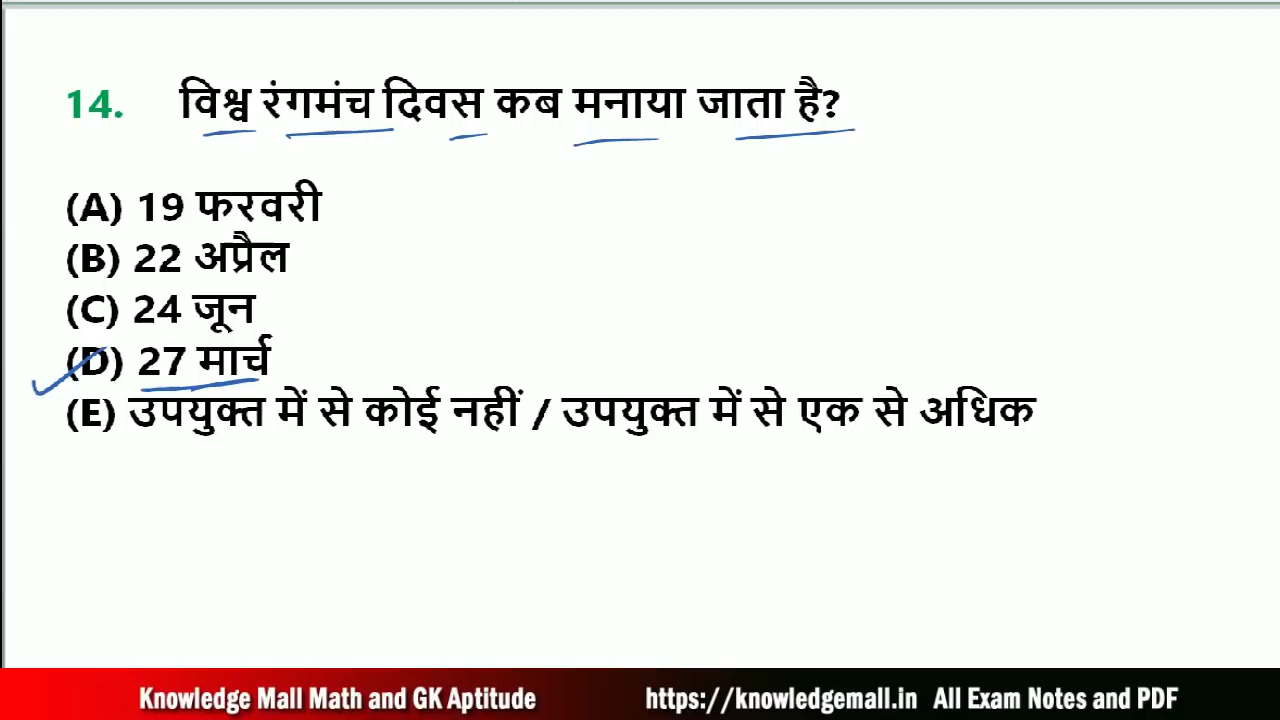 14. विश्व रंगमंच दिवस कब मनाया जाता है?
(A) 19 फरवरी
(B) 22 अप्रैल
(C) 24 जून
(D) 27 मार्च
(E) उपयुक्त में से कोई नहीं / उपयुक्त में से एक से अधिक
Knowledge Mall Math and GK Aptitude https://knowledgemall.in All Exam Notes and PDF